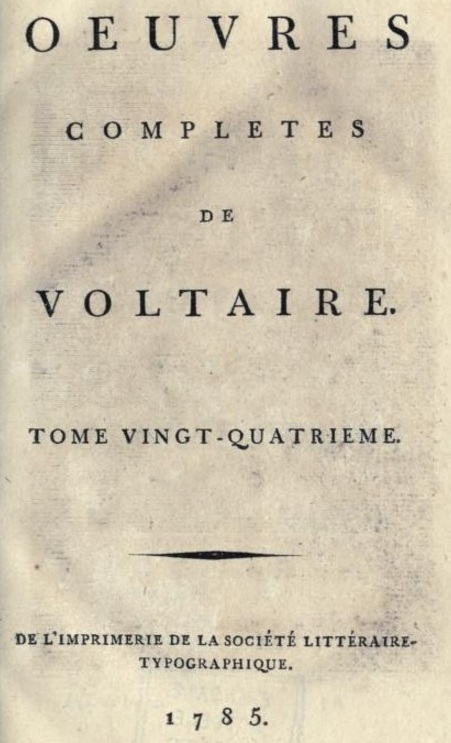 OEUVRES
COMPLETES
DE
VOLTAIRE.
TOME VINGT-QUATRIEME.
DE L'IMPRIMERIE DE LA SOCIÉTÉ LITTÉRAIRE-
TYPOGRAPHIQUE.
1785.